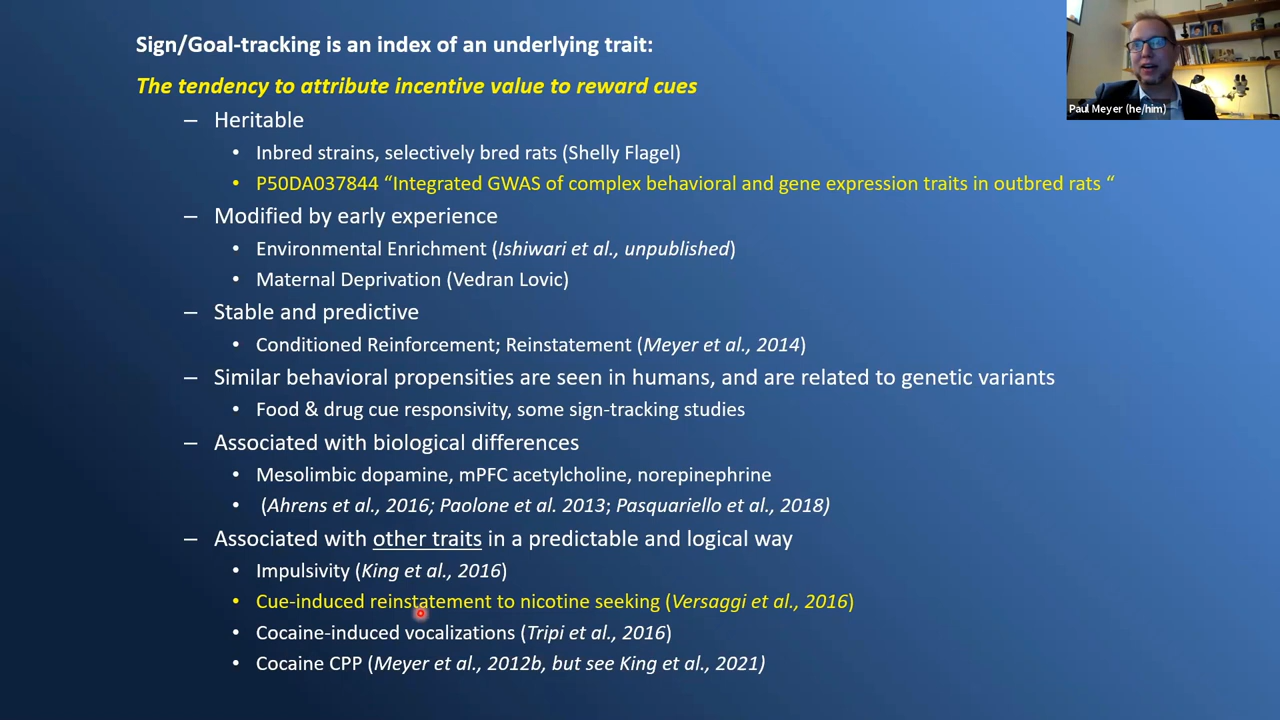 Sign/Goal-tracking is an index of an underlying trait:
The tendency to attribute incentive value to reward cues
– Heritable
• Inbred strains, selectively bred rats (Shelly Flagel)
• P50DA037844 “Integrated GWAS of complex behavioral and gene expression traits in outbred rats “
– Modified by early experience
• Environmental Enrichment (Ishiwari et al., unpublished)
• Maternal Deprivation (Vedran Lovic)
– Stable and predictive
• Conditioned Reinforcement; Reinstatement (Meyer et al., 2014)
– Similar behavioral propensities are seen in humans, and are related to genetic variants
• Food & drug cue responsivity, some sign-tracking studies
– Associated with biological differences
• Mesolimbic dopamine, mPFC acetylcholine, norepinephrine
• (Ahrens et al., 2016; Paolone et al. 2013; Pasquariello et al., 2018)
– Associated with other traits in a predictable and logical way
• Impulsivity (King et al., 2016)
• Cue-induced reinstatement to nicotine seeking (Versaggi et al., 2016)
• Cocaine-induced vocalizations (Tripi et al., 2016)
• Cocaine CPP (Meyer et al., 2012b, but see King et al., 2021)
Paul Meyer (he/him)